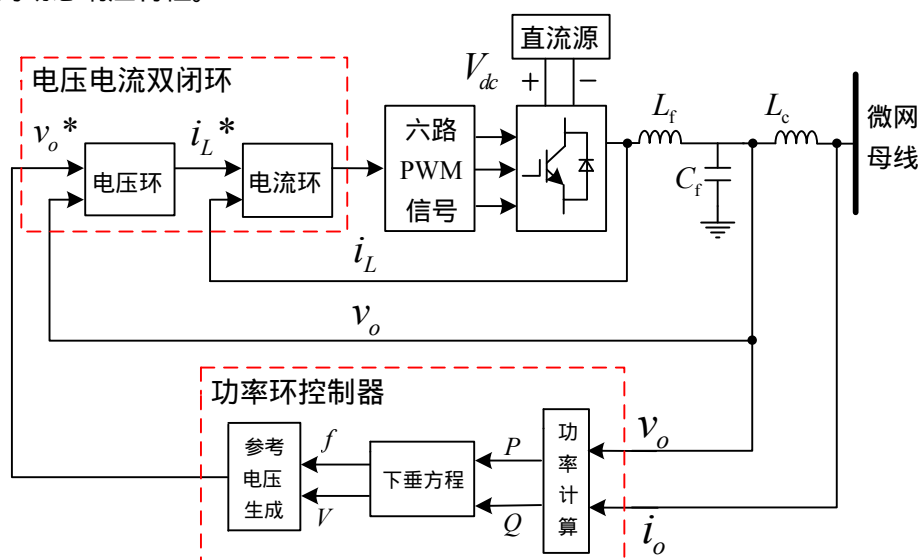 直流源
V_dc
+
−
电压电流双闭环
v_o*
i_L*
电压环
电流环
六路
PWM
信号
L_f
L_c
C_f
微网
母线
i_L
v_o
功率环控制器
参考
电压
生成
f
V
下垂方程
P
Q
功
率
计
算
v_o
i_o